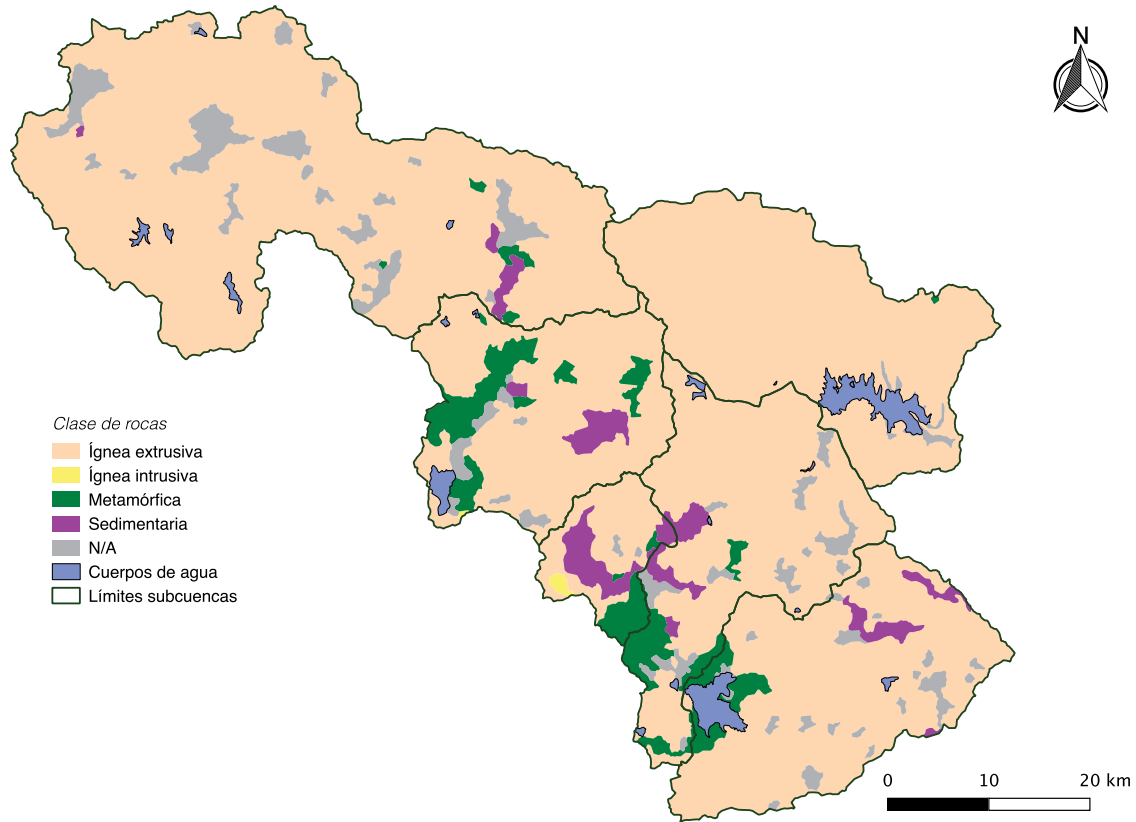 N
Clase de rocas
Ígnea extrusiva
Ígnea intrusiva
Metamórfica
Sedimentaria
N/A
Cuerpos de agua
Límites subcuencas
0 10 20 km